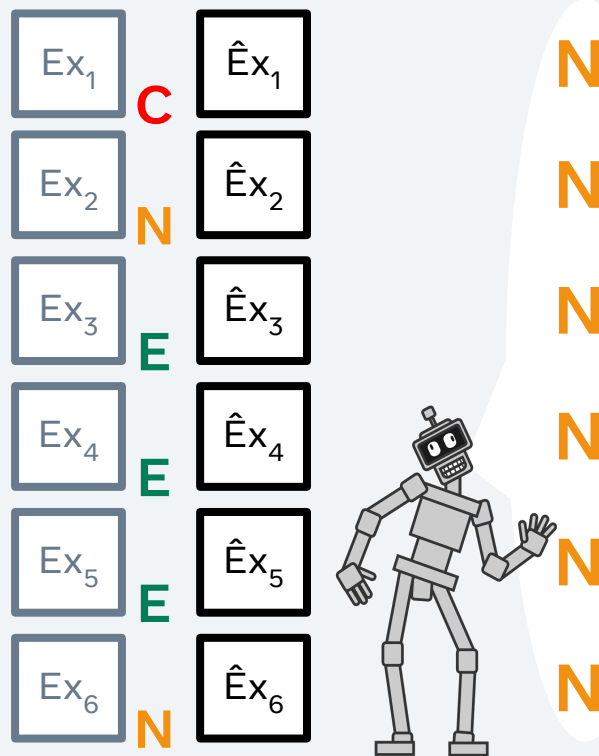 Ex₁ C Êx₁ N
Ex₂ N Êx₂ N
Ex₃ E Êx₃ N
Ex₄ E Êx₄ N
Ex₅ E Êx₅ N
Ex₆ N Êx₆ N